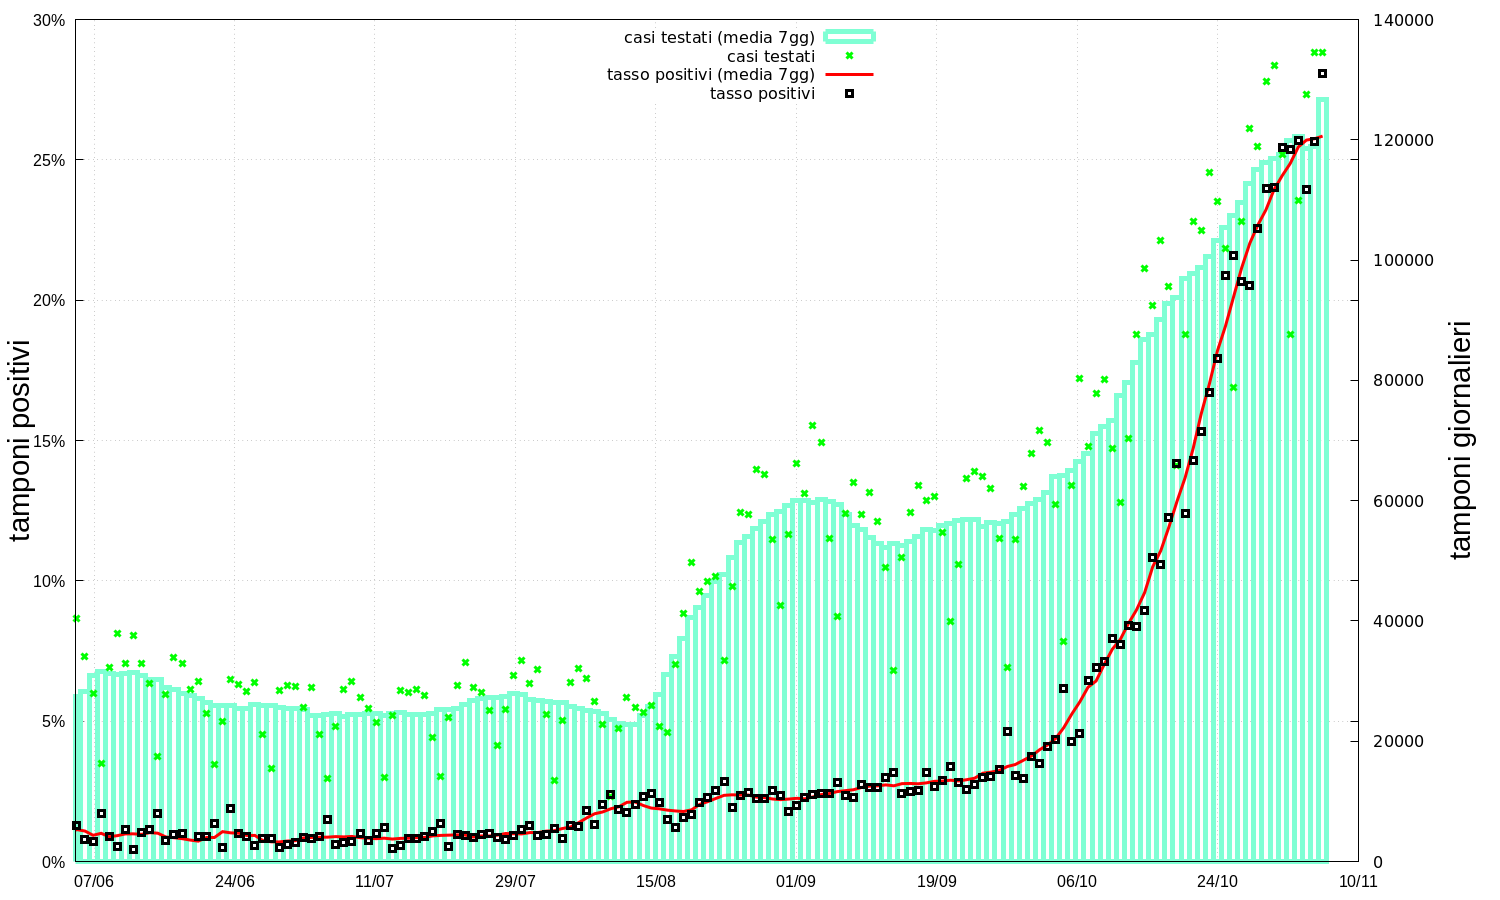 casi testati (media 7gg)
casi testati
tasso positivi (media 7gg)
tasso positivi
30%
25%
20%
15%
10%
5%
0%
tamponi positivi
140000
120000
100000
80000
60000
40000
20000
0
tamponi giornalieri
07/06 24/06 11/07 29/07 15/08 01/09 19/09 06/10 24/10 10/11